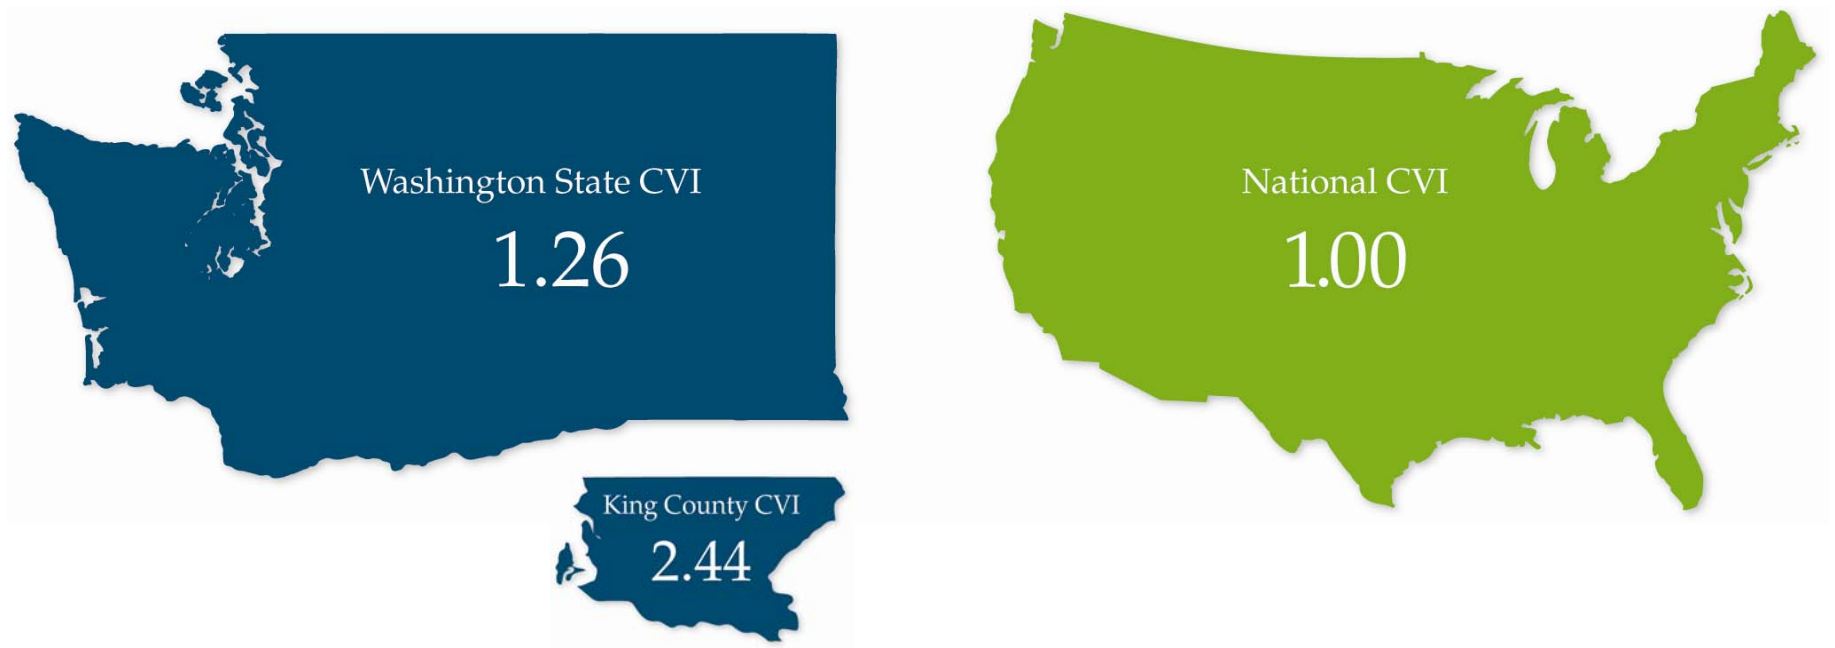 Washington State CVI
1.26
National CVI
1.00
King County CVI
2.44